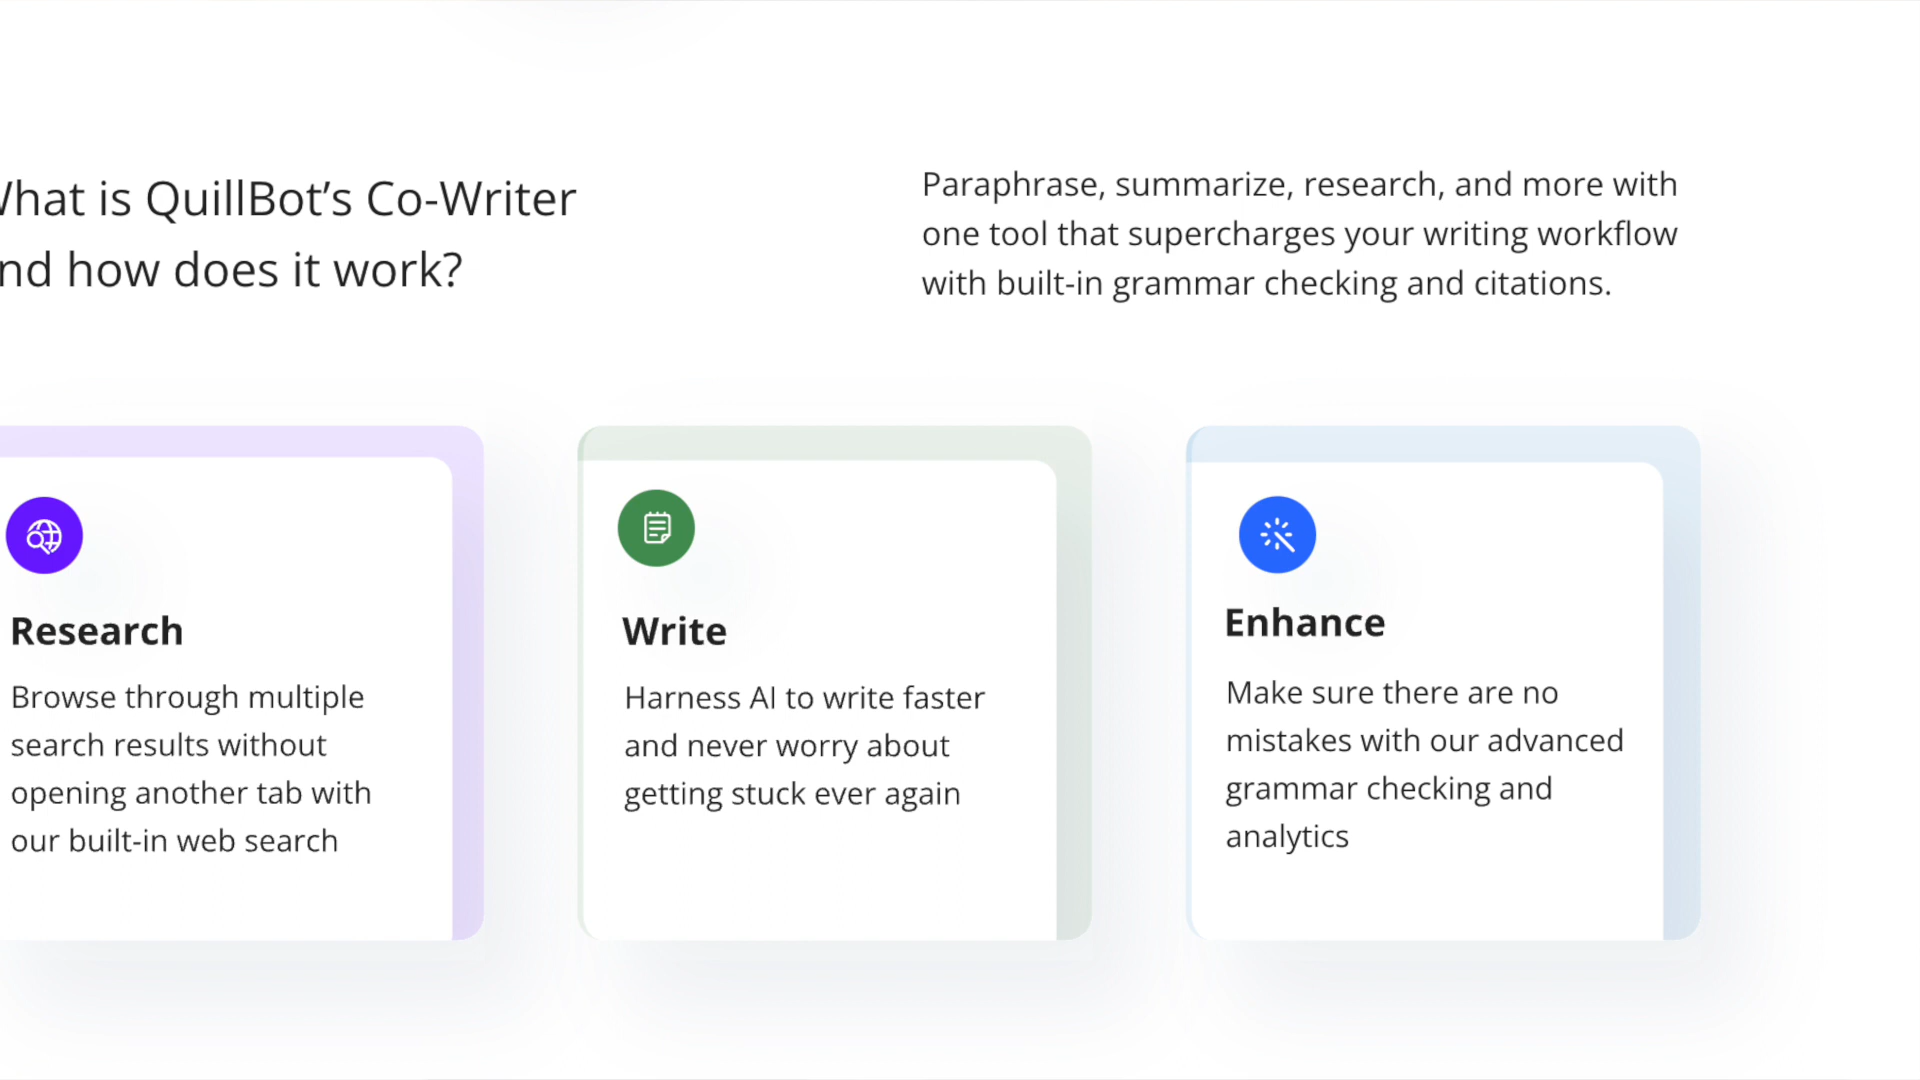 What is QuillBot’s Co-Writer
and how does it work?
Paraphrase, summarize, research, and more with
one tool that supercharges your writing workflow
with built-in grammar checking and citations.
Research
Browse through multiple
search results without
opening another tab with
our built-in web search
Write
Harness AI to write faster
and never worry about
getting stuck ever again
Enhance
Make sure there are no
mistakes with our advanced
grammar checking and
analytics